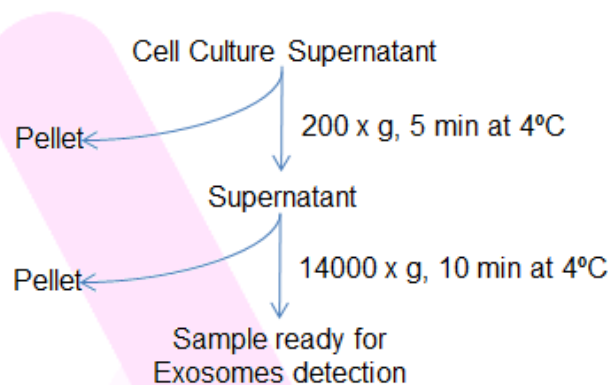 Cell Culture Supernatant
200 x g, 5 min at 4ºC
Pellet
Supernatant
14000 x g, 10 min at 4ºC
Pellet
Sample ready for
Exosomes detection